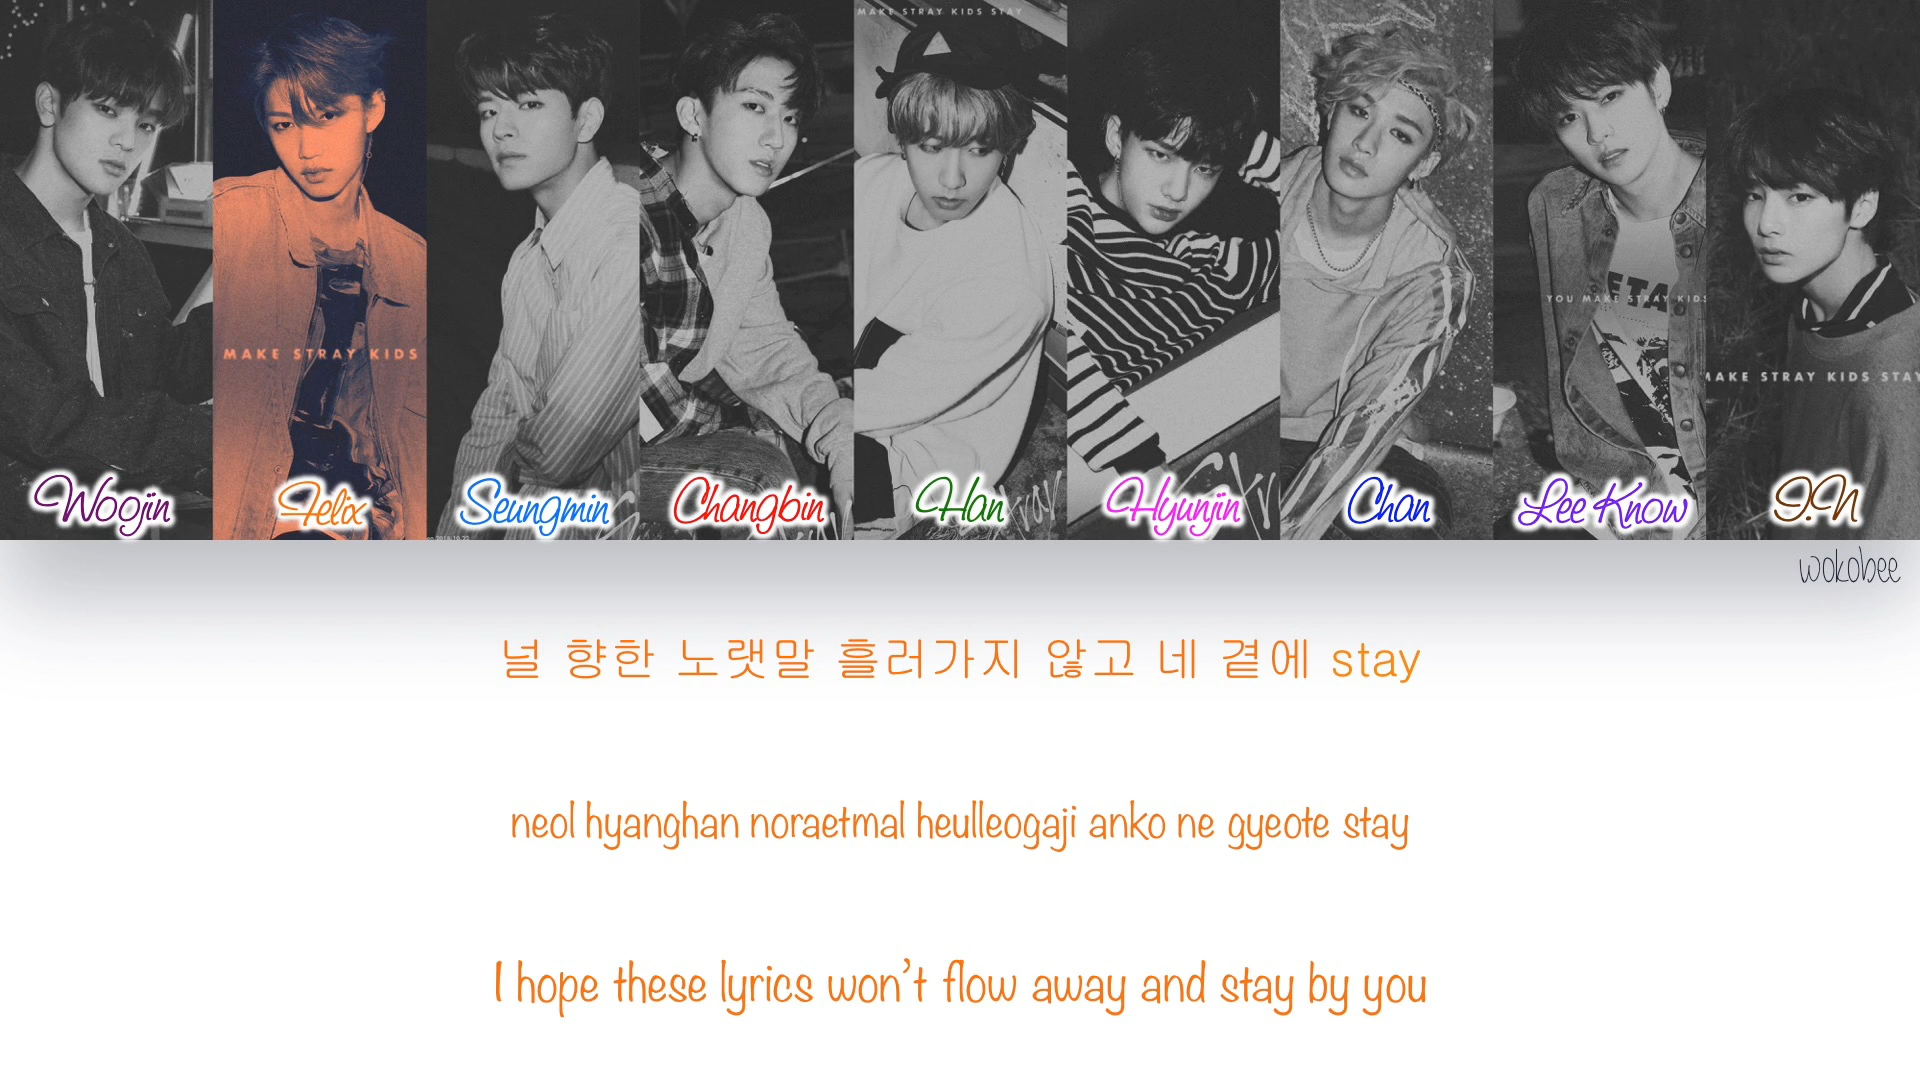 MAKE STRAY KIDS STAY
YOU MAKE STRAY KIDS
MAKE STRAY KIDS
MAKE STRAY KIDS STAY
Woojin Felix Seungmin Changbin Han Hyunjin Chan Lee Know I.N
wokobee
널 향한 노랫말 흘러가지 않고 네 곁에 stay
neol hyanghan noraetmal heulleogaji anko ne gyeote stay
I hope these lyrics won't flow away and stay by you